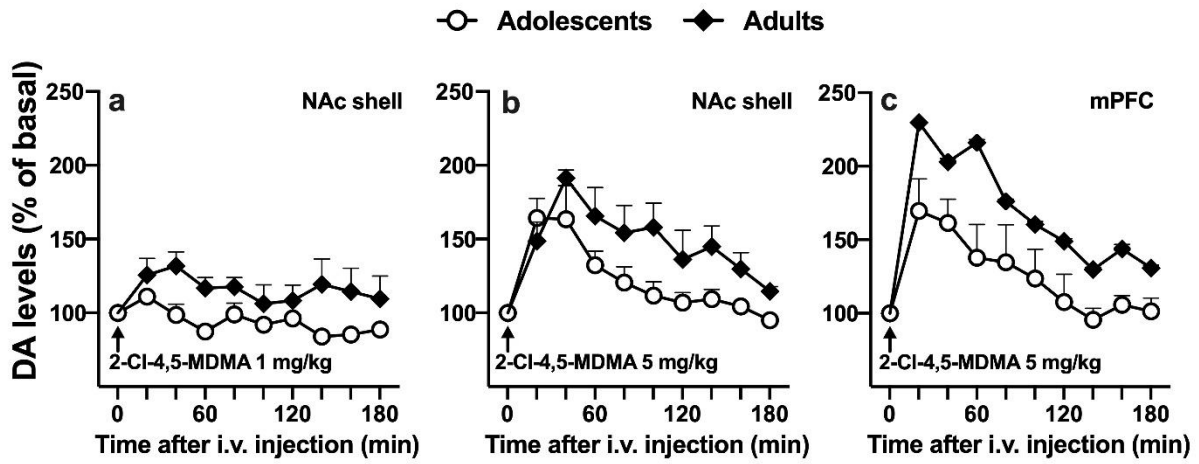 Adolescents Adults
DA levels (% of basal)
a NAc shell
250
200
150
100
2-Cl-4,5-MDMA 1 mg/kg
0 60 120 180
Time after i.v. injection (min)
b NAc shell
250
200
150
100
2-Cl-4,5-MDMA 5 mg/kg
0 60 120 180
Time after i.v. injection (min)
c mPFC
250
200
150
100
2-Cl-4,5-MDMA 5 mg/kg
0 60 120 180
Time after i.v. injection (min)